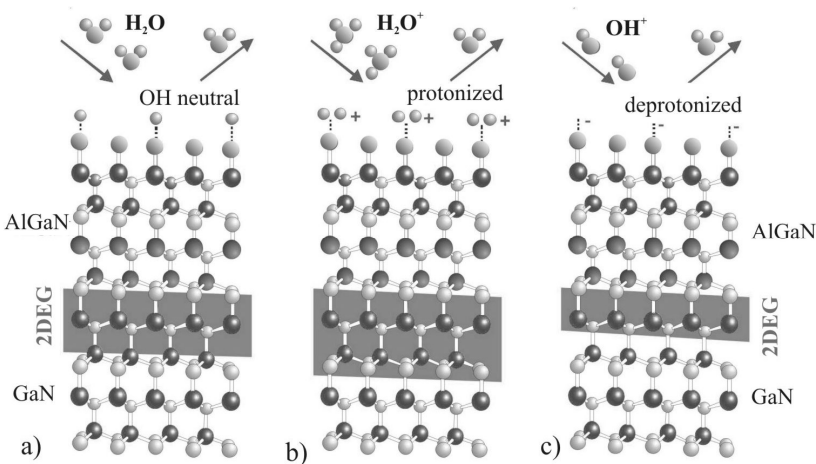 H₂O
OH neutral
AlGaN
2DEG
GaN
a)
H₂O⁺
+ + +
protonized
b)
OH⁺
deprotonized
- - -
AlGaN
2DEG
GaN
c)